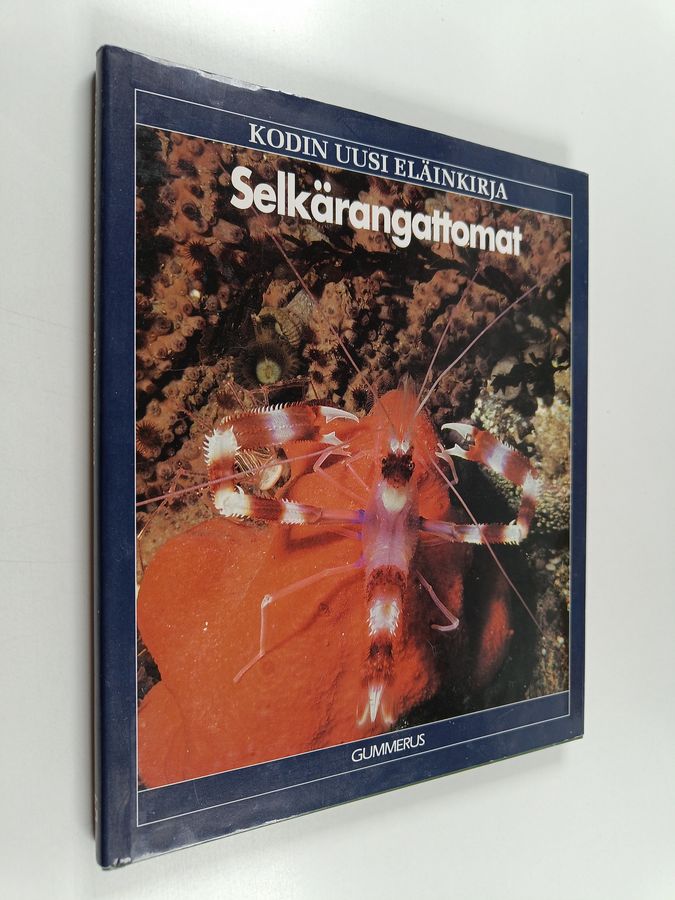 KODIN UUSI ELÄINKIRJA
Selkärangattomat
GUMMERUS